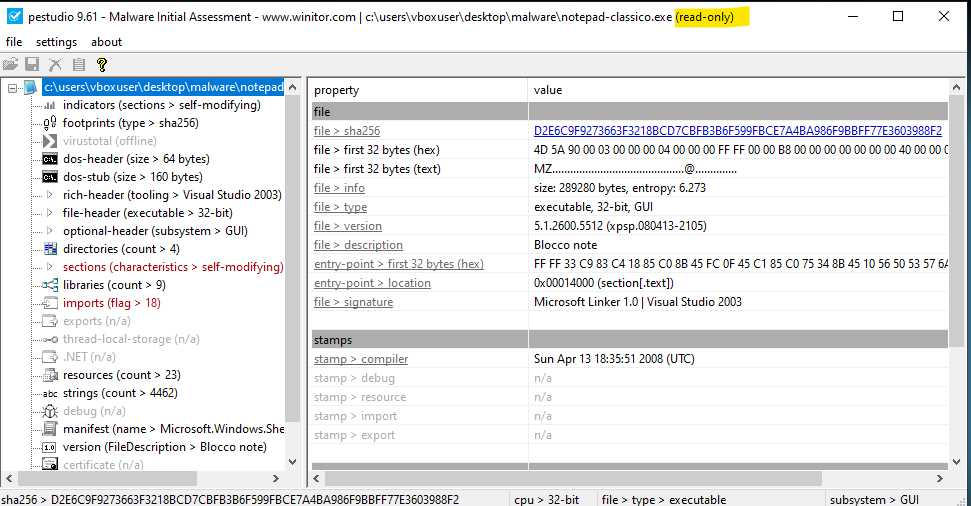 pestudio 9.61 - Malware Initial Assessment - www.winitor.com | c:\users\vboxuser\desktop\malware\notepad-classico.exe (read-only)
file settings about
c:\users\vboxuser\desktop\malware\notepad
indicators (sections > self-modifying)
footprints (type > sha256)
virustotal (offline)
dos-header (size > 64 bytes)
dos-stub (size > 160 bytes)
rich-header (tooling > Visual Studio 2003)
file-header (executable > 32-bit)
optional-header (subsystem > GUI)
directories (count > 4)
sections (characteristics > self-modifying)
libraries (count > 9)
imports (flag > 18)
exports (n/a)
thread-local-storage (n/a)
.NET (n/a)
resources (count > 23)
abc strings (count > 4462)
debug (n/a)
manifest (name > Microsoft.Windows.She
1.0 version (FileDescription > Blocco note)
certificate (n/a)
property value
file
file > sha256 D2E6C9F9273663F3218BCD7CBFB3B6F599FBCE7A4BA986F9BBFF77E3603988F2
file > first 32 bytes (hex) 4D 5A 90 00 03 00 00 00 04 00 00 00 FF FF 00 00 B8 00 00 00 00 00 00 00 40 00 00 0
file > first 32 bytes (text) MZ..............................................@..............
file > info size: 289280 bytes, entropy: 6.273
file > type executable, 32-bit, GUI
file > version 5.1.2600.5512 (xpsp.080413-2105)
file > description Blocco note
entry-point > first 32 bytes (hex) FF FF 33 C9 83 C4 18 85 C0 8B 45 FC 0F 45 C1 85 C0 75 34 8B 45 10 56 50 53 57 6A
entry-point > location 0x00014000 (section[.text])
file > signature Microsoft Linker 1.0 | Visual Studio 2003
stamps
stamp > compiler Sun Apr 13 18:35:51 2008 (UTC)
stamp > debug n/a
stamp > resource n/a
stamp > import n/a
stamp > export n/a
sha256 > D2E6C9F9273663F3218BCD7CBFB3B6F599FBCE7A4BA986F9BBFF77E3603988F2 cpu > 32-bit file > type > executable subsystem > GUI